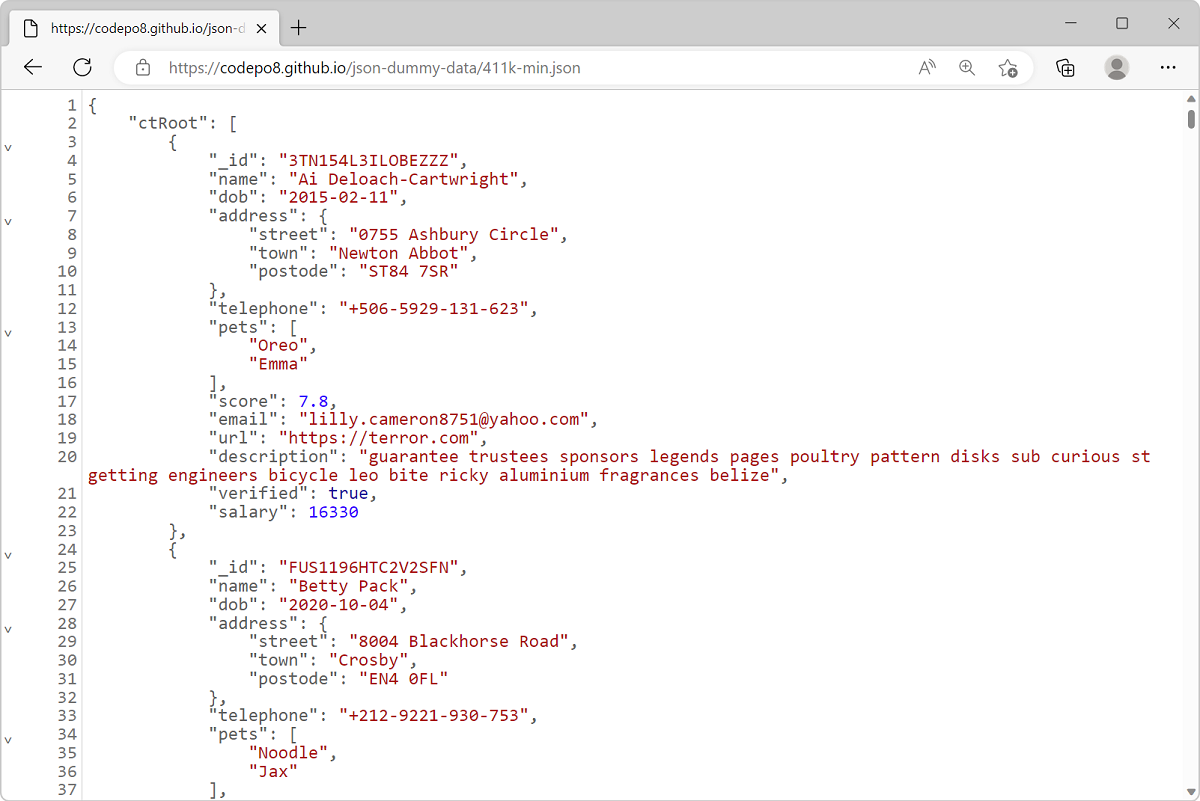 https://codepo8.github.io/json-d
https://codepo8.github.io/json-dummy-data/411k-min.json
1 {
2     "ctRoot": [
3         {
4             "_id": "3TN154L3ILOBEZZZ",
5             "name": "Ai Deloach-Cartwright",
6             "dob": "2015-02-11",
7             "address": {
8                 "street": "0755 Ashbury Circle",
9                 "town": "Newton Abbot",
10                 "postode": "ST84 7SR"
11             },
12             "telephone": "+506-5929-131-623",
13             "pets": [
14                 "Oreo",
15                 "Emma"
16             ],
17             "score": 7.8,
18             "email": "lilly.cameron8751@yahoo.com",
19             "url": "https://terror.com",
20             "description": "guarantee trustees sponsors legends pages poultry pattern disks sub curious st
getting engineers bicycle leo bite ricky aluminium fragrances belize",
21             "verified": true,
22             "salary": 16330
23         },
24         {
25             "_id": "FUS1196HTC2V2SFN",
26             "name": "Betty Pack",
27             "dob": "2020-10-04",
28             "address": {
29                 "street": "8004 Blackhorse Road",
30                 "town": "Crosby",
31                 "postode": "EN4 0FL"
32             },
33             "telephone": "+212-9221-930-753",
34             "pets": [
35                 "Noodle",
36                 "Jax"
37             ],